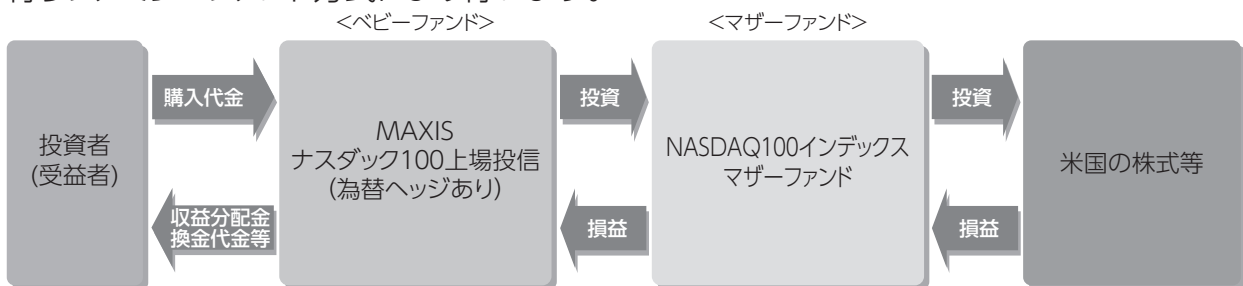 <ベビーファンド>
<マザーファンド>
投資者
(受益者)
購入代金
収益分配金
換金代金等
MAXIS
ナスダック100上場投信
(為替ヘッジあり)
投資
損益
NASDAQ100インデックス
マザーファンド
投資
損益
米国の株式等